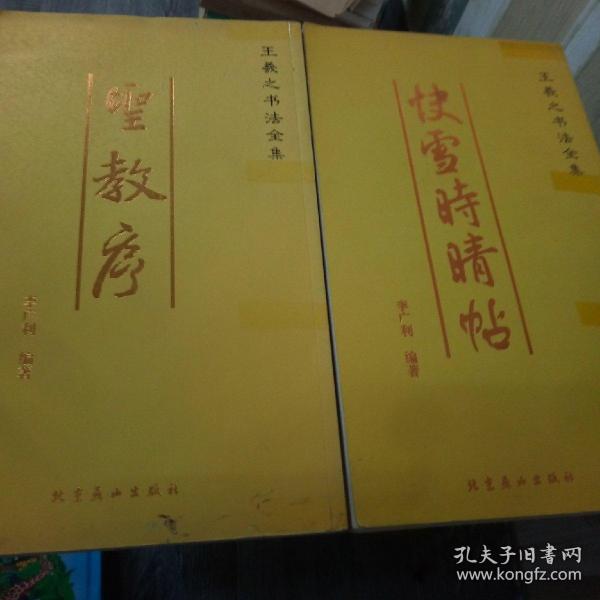 王羲之书法全集
聖教序
李广利 编著
北京燕山出版社
王羲之书法全集
快雪時晴帖
李广利 编著
北京燕山出版社
孔夫子旧书网
www.kongfz.com